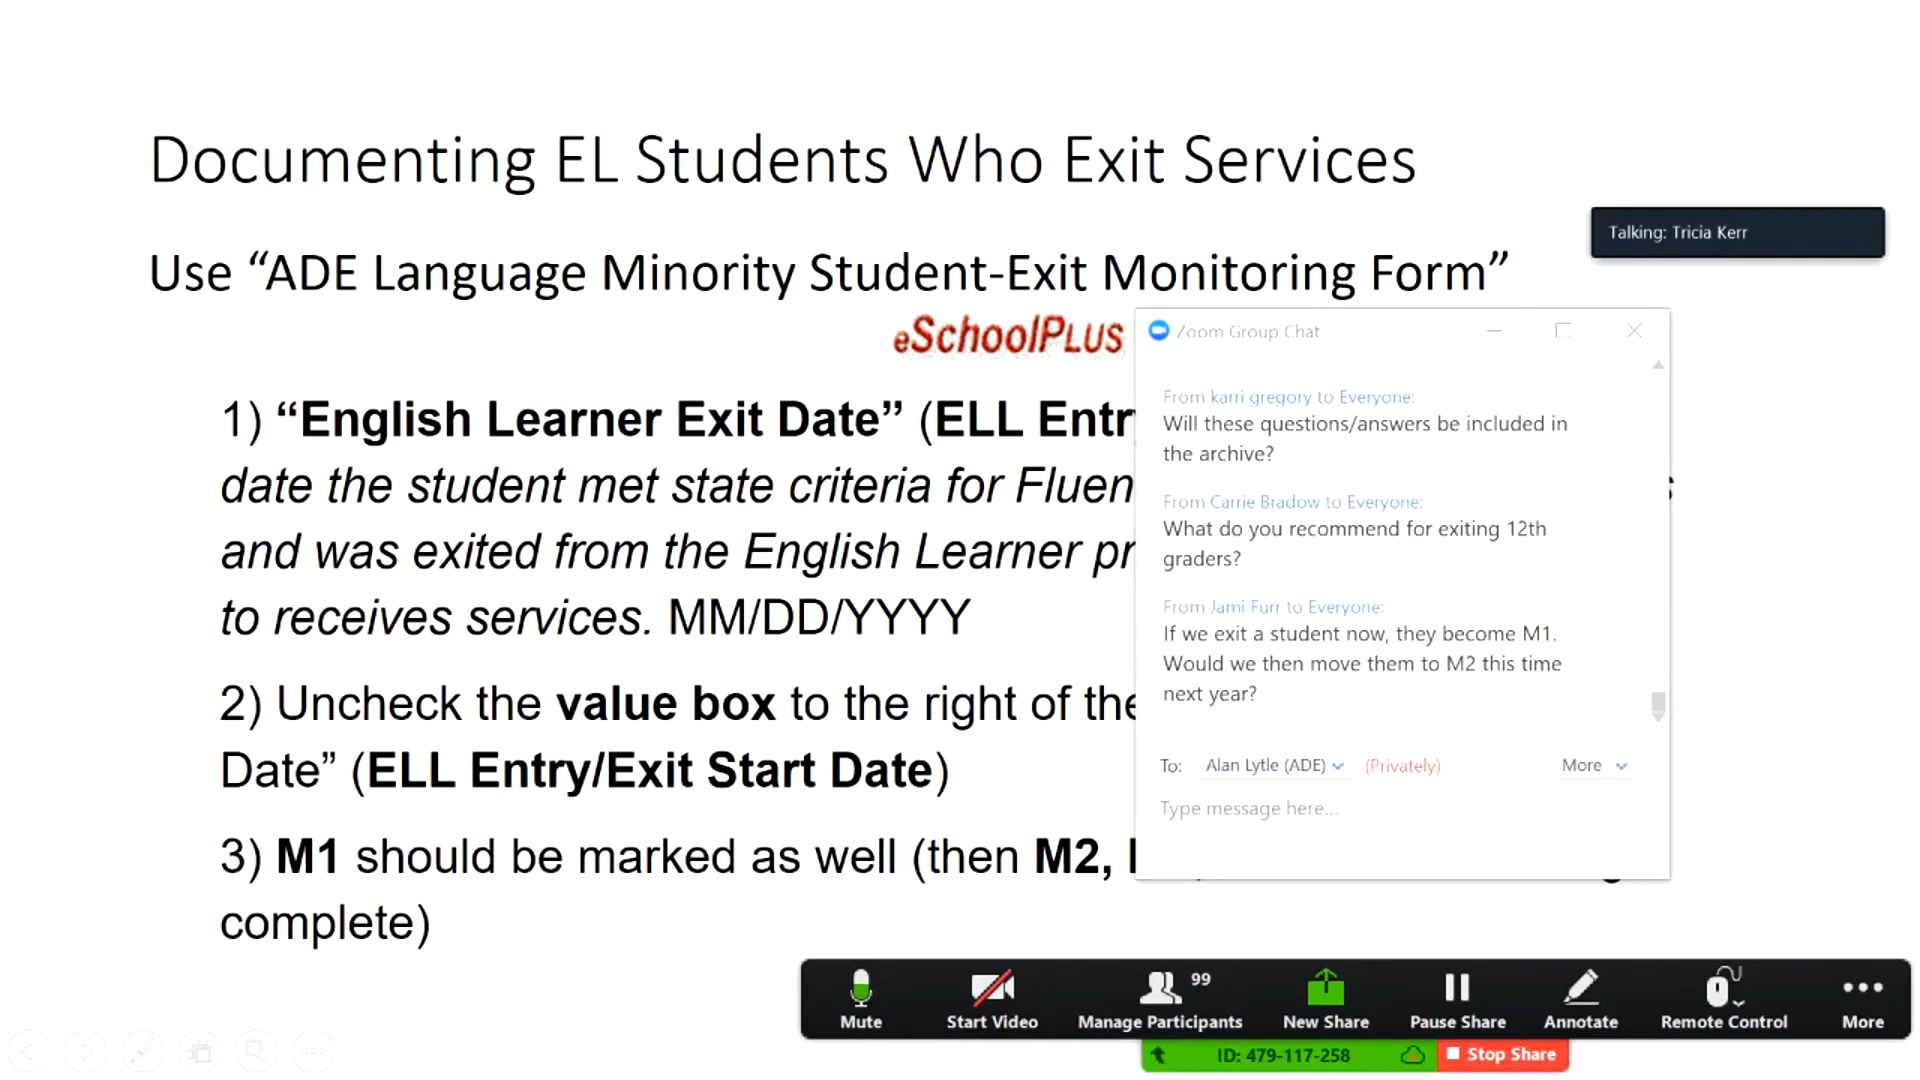 Documenting EL Students Who Exit Services
Talking: Tricia Kerr
Use “ADE Language Minority Student-Exit Monitoring Form”
eSchoolPLUS
1) “English Learner Exit Date” (ELL
date the student met state criteria for
and was exited from the English Learner
to receives services. MM/DD/YYYY
2) Uncheck the value box to the right of
Date” (ELL Entry/Exit Start Date)
3) M1 should be marked as well (then M2,
complete)
Zoom Group Chat
From karri gregory to Everyone:
Will these questions/answers be included in
the archive?
From Carrie Bradow to Everyone:
What do you recommend for exiting 12th
graders?
From Jami Furr to Everyone:
If we exit a student now, they become M1.
Would we then move them to M2 this time
next year?
To: Alan Lytle (ADE) (Privately) More
Type message here...
99
Mute Start Video Manage Participants New Share Pause Share Annotate Remote Control More
ID: 479-117-258 Stop Share